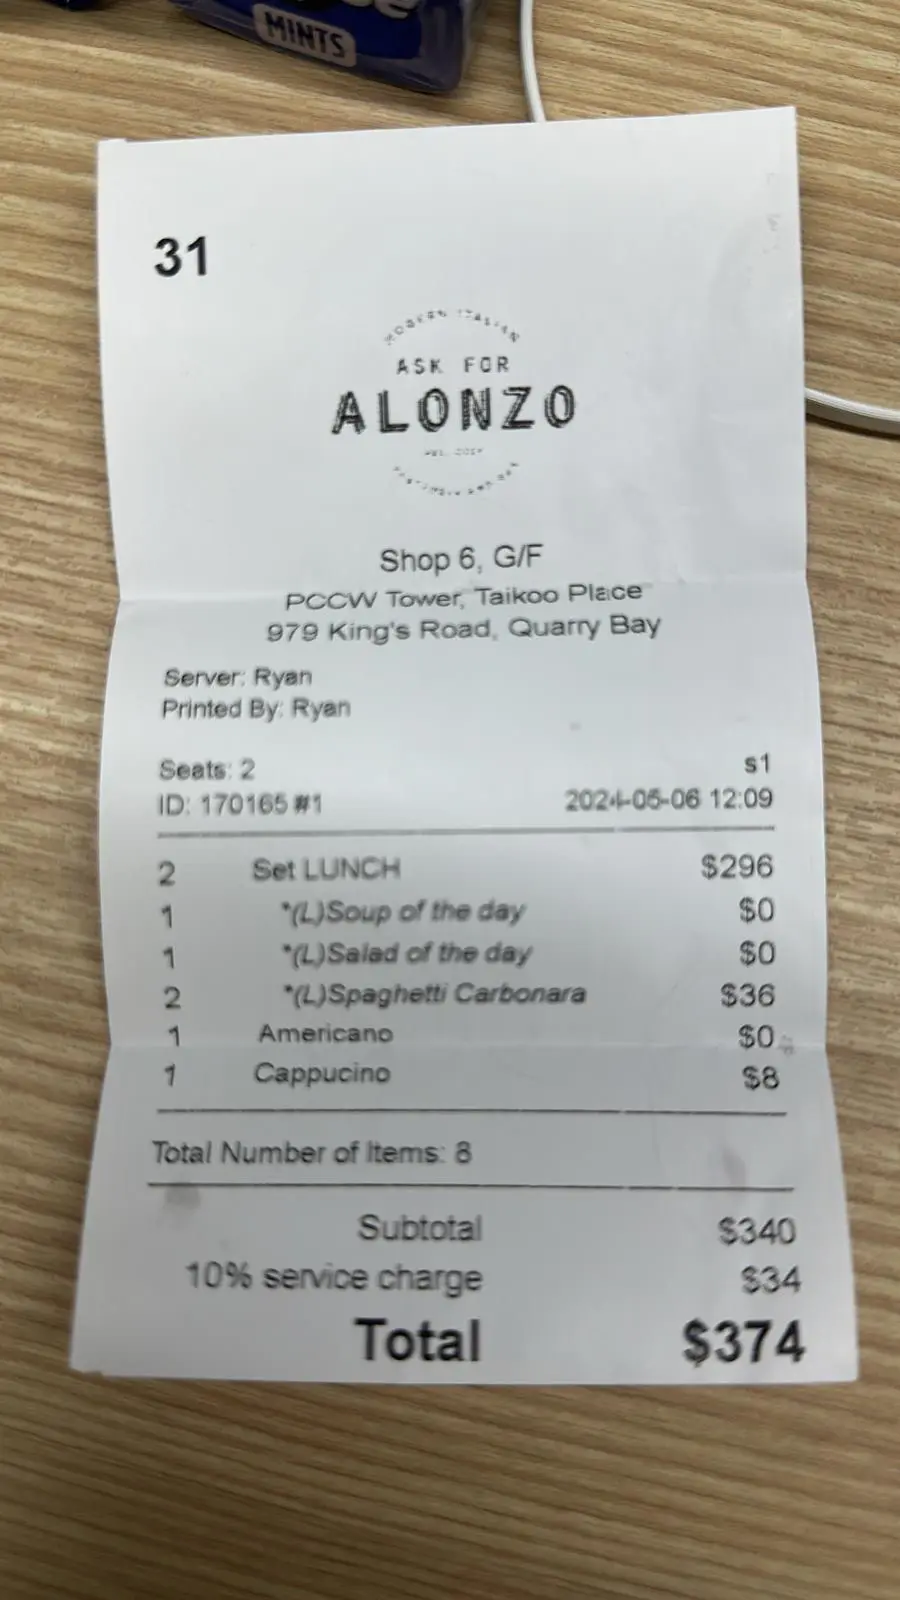 MINTS
31
MODERN ITALIAN
ASK FOR
ALONZO
Shop 6, G/F
PCCW Tower, Taikoo Place
979 King's Road, Quarry Bay
Server: Ryan
Printed By: Ryan
Seats: 2 s1
ID: 170165 #1 2024-05-06 12:09
2 Set LUNCH $296
1 *(L)Soup of the day $0
1 *(L)Salad of the day $0
2 *(L)Spaghetti Carbonara $36
1 Americano $0
1 Cappucino $8
Total Number of Items: 8
Subtotal $340
10% service charge $34
Total $374